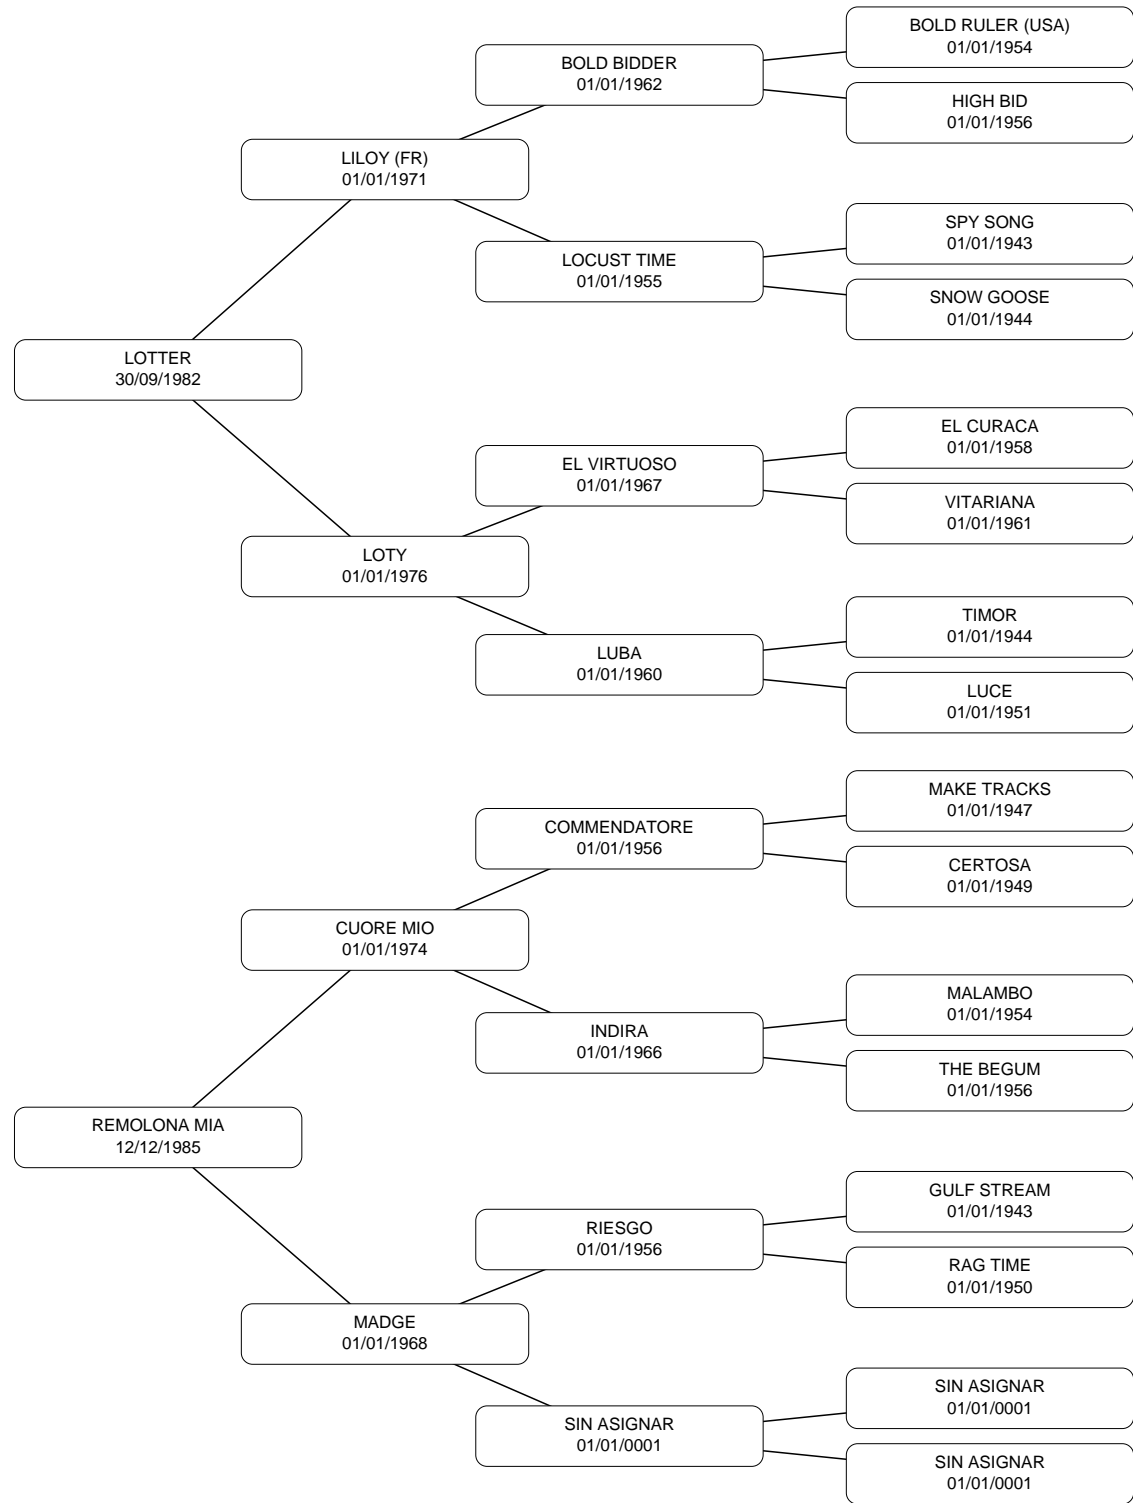 BOLD RULER (USA)
01/01/1954
BOLD BIDDER
01/01/1962
HIGH BID
01/01/1956
LILOY (FR)
01/01/1971
SPY SONG
01/01/1943
LOCUST TIME
01/01/1955
SNOW GOOSE
01/01/1944
LOTTER
30/09/1982
EL CURACA
01/01/1958
EL VIRTUOSO
01/01/1967
VITARIANA
01/01/1961
LOTY
01/01/1976
TIMOR
01/01/1944
LUBA
01/01/1960
LUCE
01/01/1951
MAKE TRACKS
01/01/1947
COMMENDATORE
01/01/1956
CERTOSA
01/01/1949
CUORE MIO
01/01/1974
MALAMBO
01/01/1954
INDIRA
01/01/1966
THE BEGUM
01/01/1956
REMOLONA MIA
12/12/1985
GULF STREAM
01/01/1943
RIESGO
01/01/1956
RAG TIME
01/01/1950
MADGE
01/01/1968
SIN ASIGNAR
01/01/0001
SIN ASIGNAR
01/01/0001
SIN ASIGNAR
01/01/0001